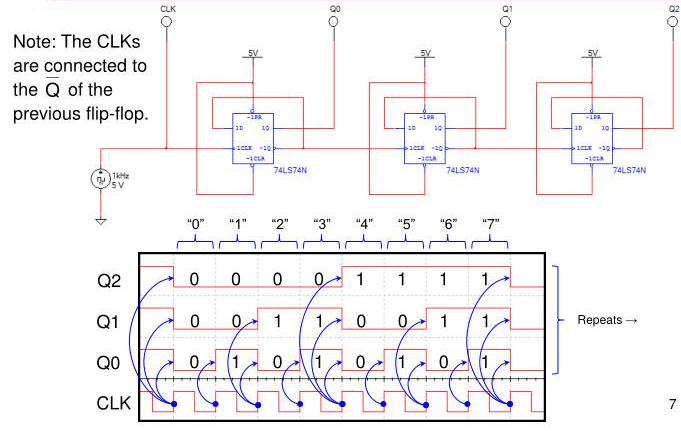 CLK
Q0
Q1
Q2
Note: The CLKs
are connected to
the Q̅ of the
previous flip-flop.
5V
5V
5V
~1PR
1D
1Q
1CLK
~1Q
~1CLR
74LS74N
~1PR
1D
1Q
1CLK
~1Q
~1CLR
74LS74N
~1PR
1D
1Q
1CLK
~1Q
~1CLR
74LS74N
1kHz
5 V
"0" "1" "2" "3" "4" "5" "6" "7"
Q2 0 0 0 0 1 1 1 1
Q1 0 0 1 1 0 0 1 1
Repeats →
Q0 0 1 0 1 0 1 0 1
CLK
7